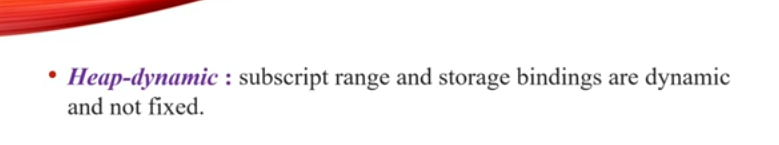 • Heap-dynamic : subscript range and storage bindings are dynamic
and not fixed.